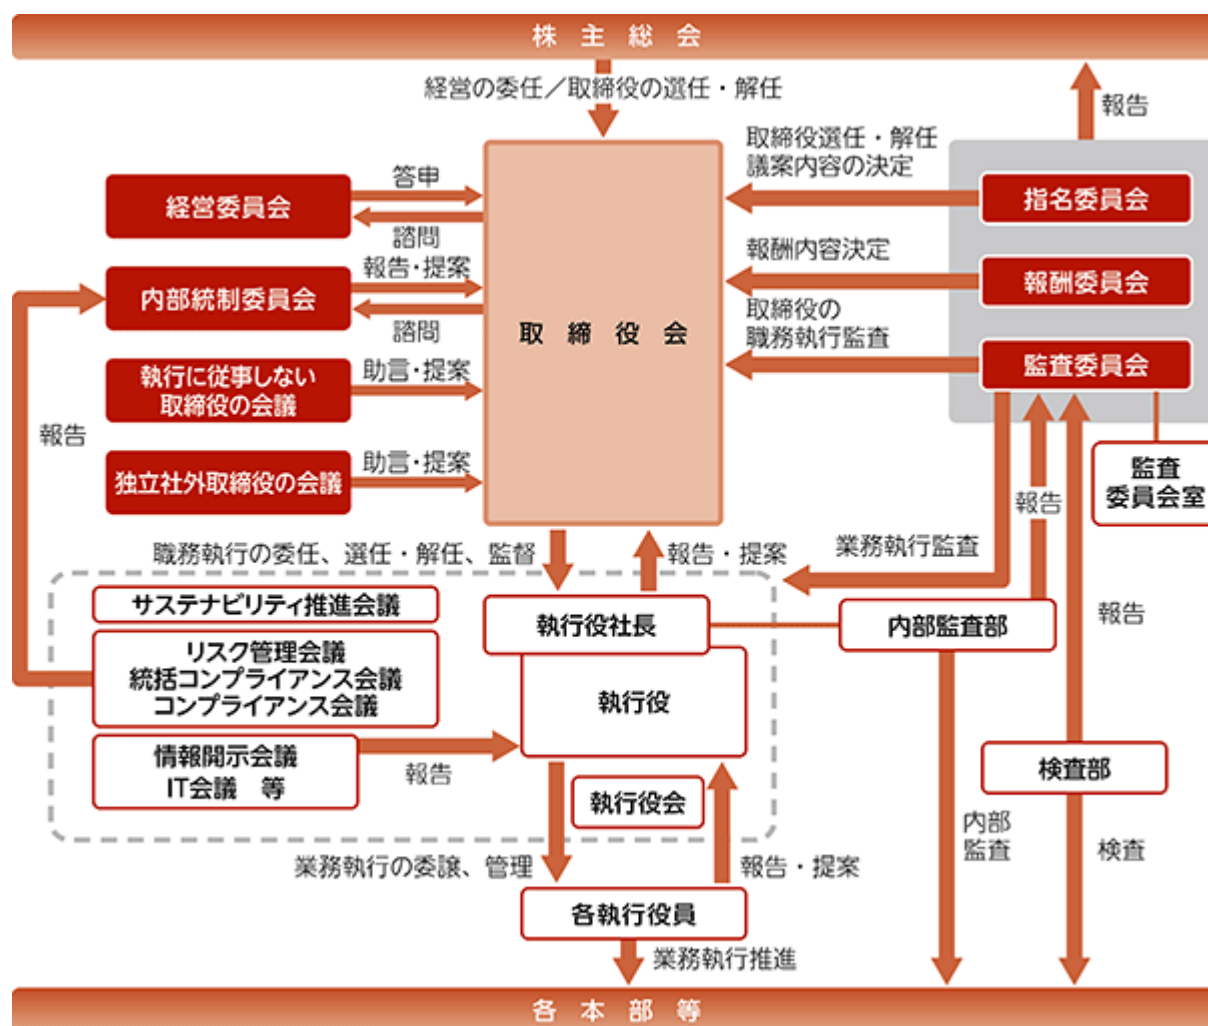 株主総会
経営の委任／取締役の選任・解任
報告
取締役選任・解任
議案内容の決定
指名委員会
報酬内容決定
報酬委員会
取締役の
職務執行監査
監査委員会
監査
委員会室
経営委員会
答申
諮問
内部統制委員会
報告・提案
諮問
執行に従事しない
取締役の会議
助言・提案
独立社外取締役の会議
助言・提案
取締役会
報告
職務執行の委任、選任・解任、監督
報告・提案
業務執行監査
報告
報告
サステナビリティ推進会議
リスク管理会議
統括コンプライアンス会議
コンプライアンス会議
情報開示会議
IT会議　等
報告
執行役社長
執行役
執行役会
内部監査部
検査部
内部
監査
検査
業務執行の委譲、管理
報告・提案
各執行役員
業務執行推進
各本部等